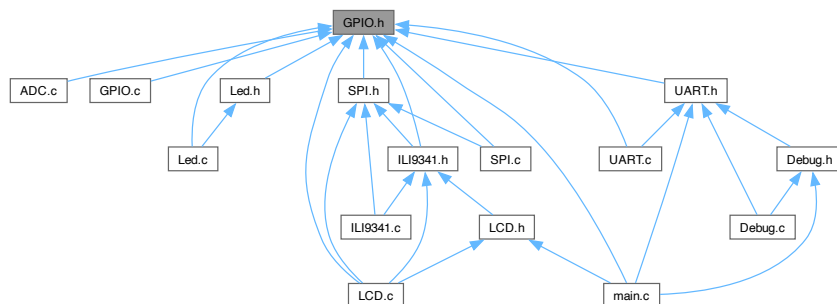 GPIO.h
ADC.c
GPIO.c
Led.h
SPI.h
UART.h
Led.c
ILI9341.h
SPI.c
UART.c
Debug.h
ILI9341.c
LCD.h
Debug.c
LCD.c
main.c